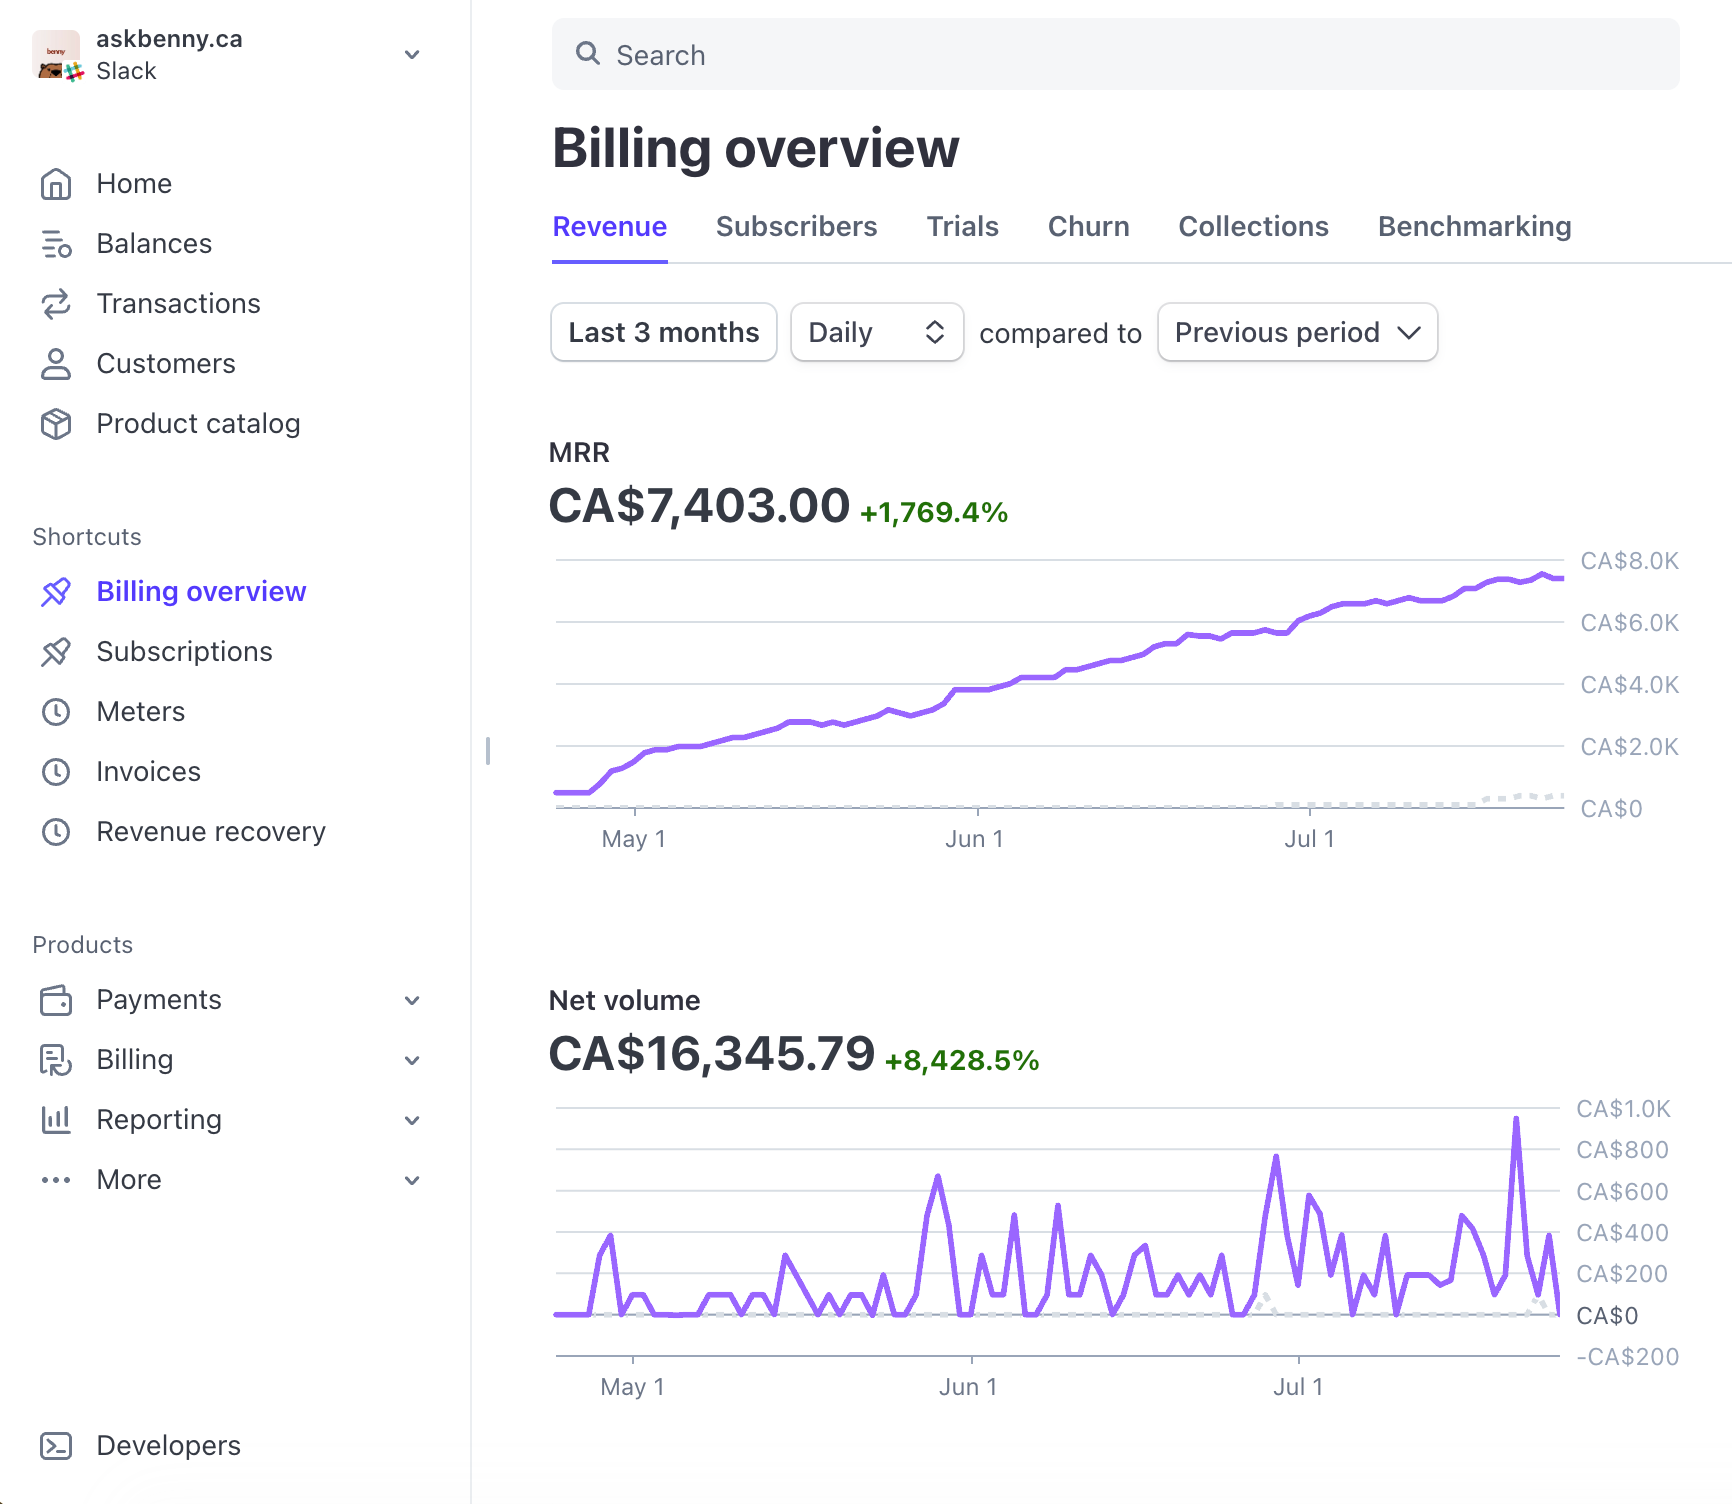 askbenny.ca
Slack
benny
Home
Balances
Transactions
Customers
Product catalog
Shortcuts
Billing overview
Subscriptions
Meters
Invoices
Revenue recovery
Products
Payments
Billing
Reporting
More
Developers
Search
Billing overview
Revenue Subscribers Trials Churn Collections Benchmarking
Last 3 months Daily compared to Previous period
MRR
CA$7,403.00 +1,769.4%
CA$8.0K
CA$6.0K
CA$4.0K
CA$2.0K
CA$0
May 1 Jun 1 Jul 1
Net volume
CA$16,345.79 +8,428.5%
CA$1.0K
CA$800
CA$600
CA$400
CA$200
CA$0
-CA$200
May 1 Jun 1 Jul 1